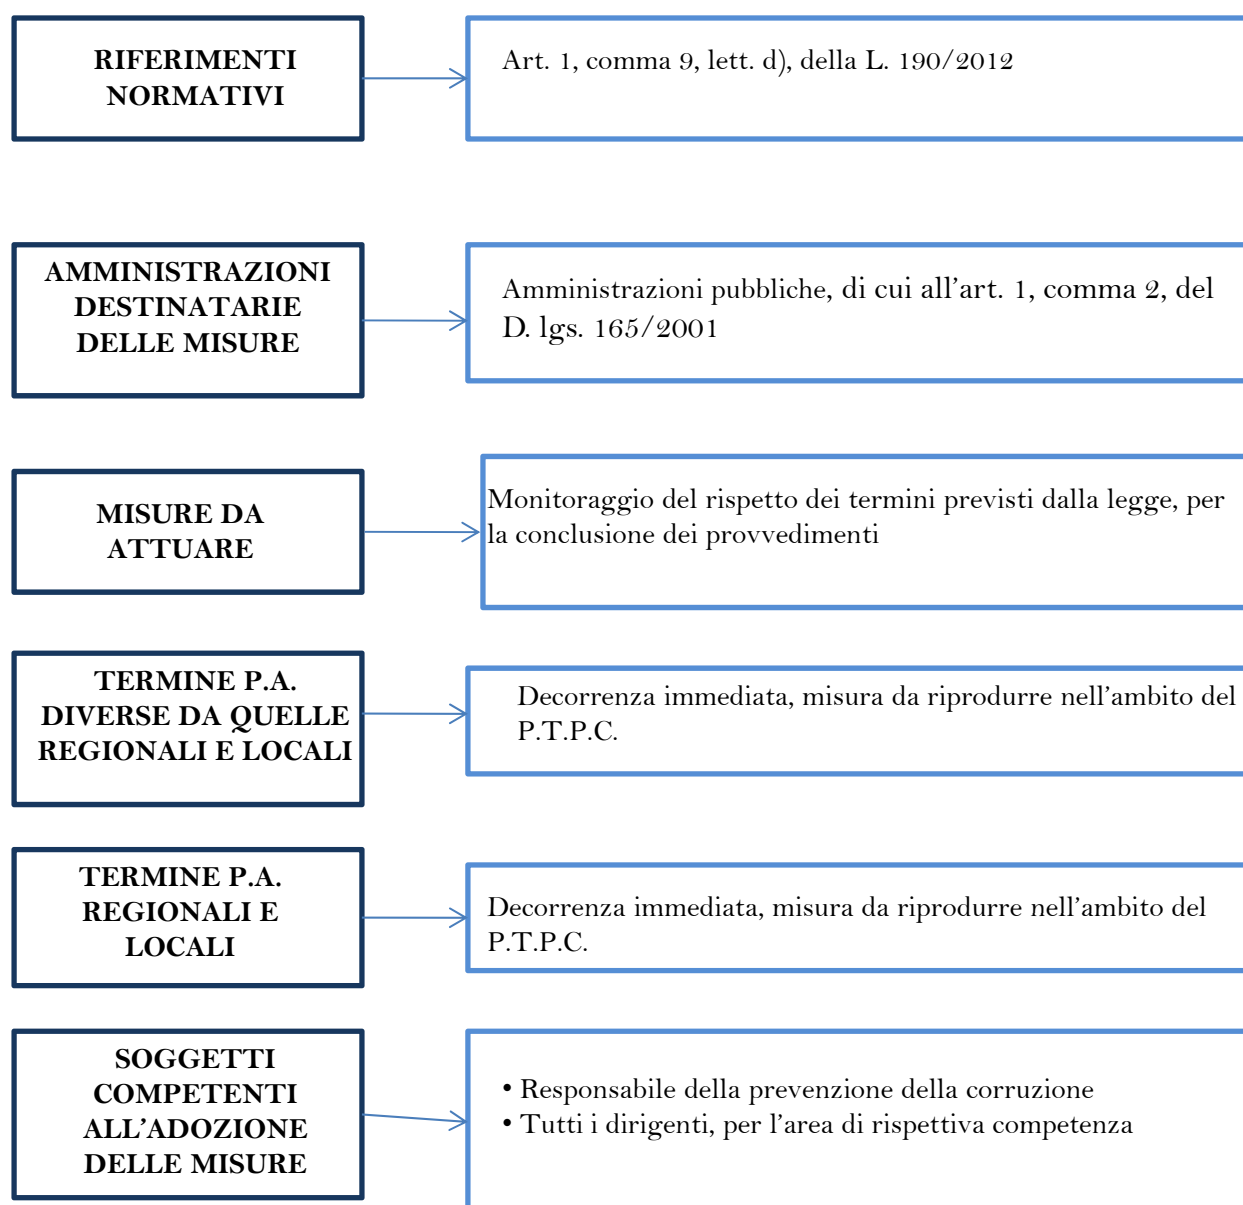 RIFERIMENTI
NORMATIVI
Art. 1, comma 9, lett. d), della L. 190/2012
AMMINISTRAZIONI
DESTINATARIE
DELLE MISURE
Amministrazioni pubbliche, di cui all’art. 1, comma 2, del
D. lgs. 165/2001
MISURE DA
ATTUARE
Monitoraggio del rispetto dei termini previsti dalla legge, per
la conclusione dei provvedimenti
TERMINE P.A.
DIVERSE DA QUELLE
REGIONALI E LOCALI
Decorrenza immediata, misura da riprodurre nell’ambito del
P.T.P.C.
TERMINE P.A.
REGIONALI E
LOCALI
Decorrenza immediata, misura da riprodurre nell’ambito del
P.T.P.C.
SOGGETTI
COMPETENTI
ALL’ADOZIONE
DELLE MISURE
• Responsabile della prevenzione della corruzione
• Tutti i dirigenti, per l’area di rispettiva competenza